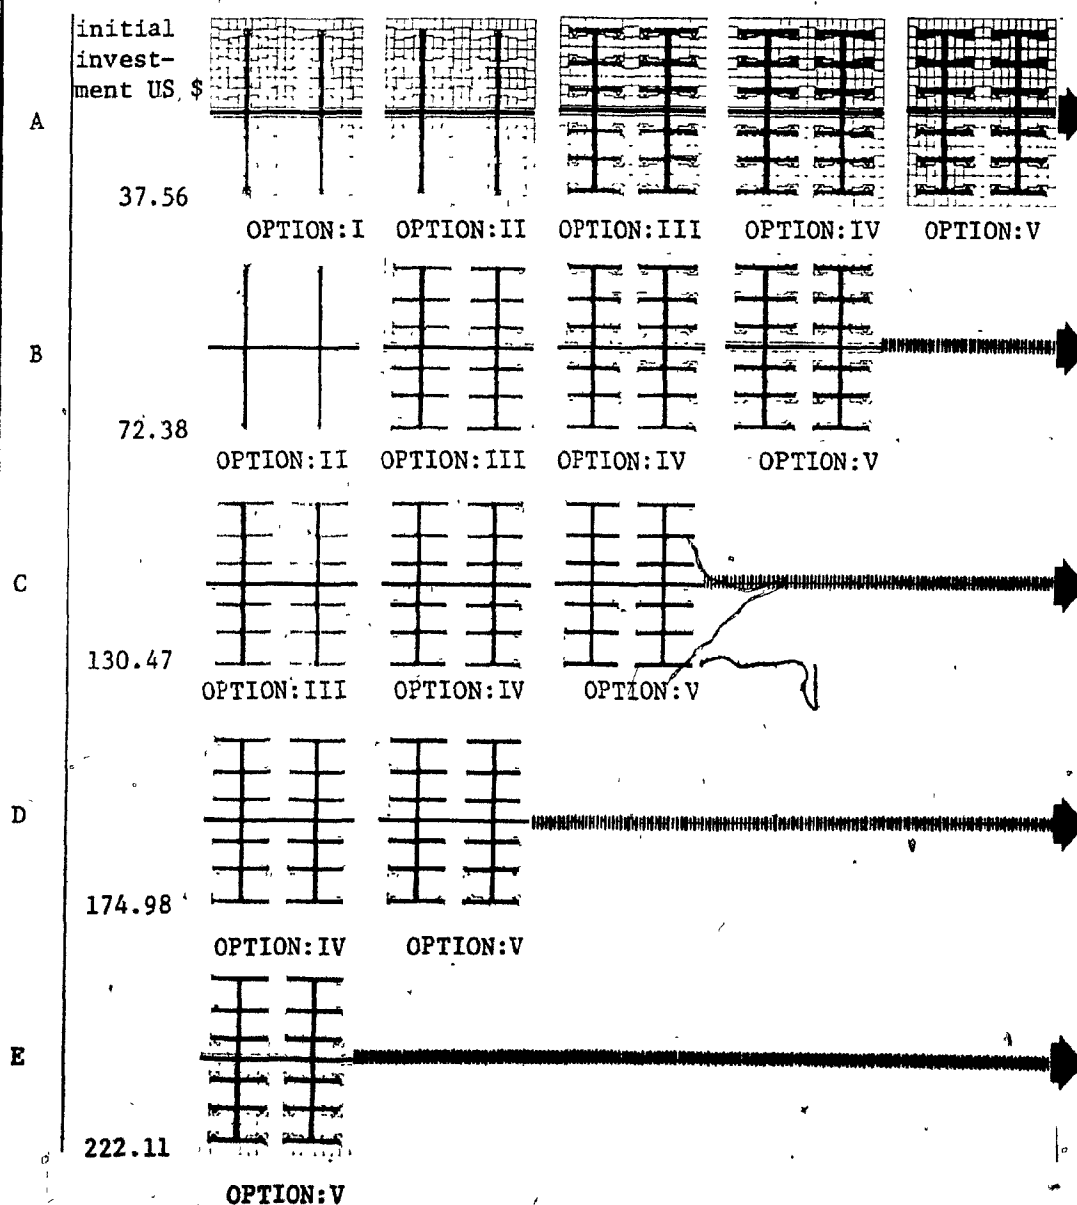 initial
invest-
ment US $
A
37.56
OPTION:I OPTION:II OPTION:III OPTION:IV OPTION:V
B
72.38
OPTION:II OPTION:III OPTION:IV OPTION:V
C
130.47
OPTION:III OPTION:IV OPTION:V
D
174.98
OPTION:IV OPTION:V
E
222.11
OPTION:V